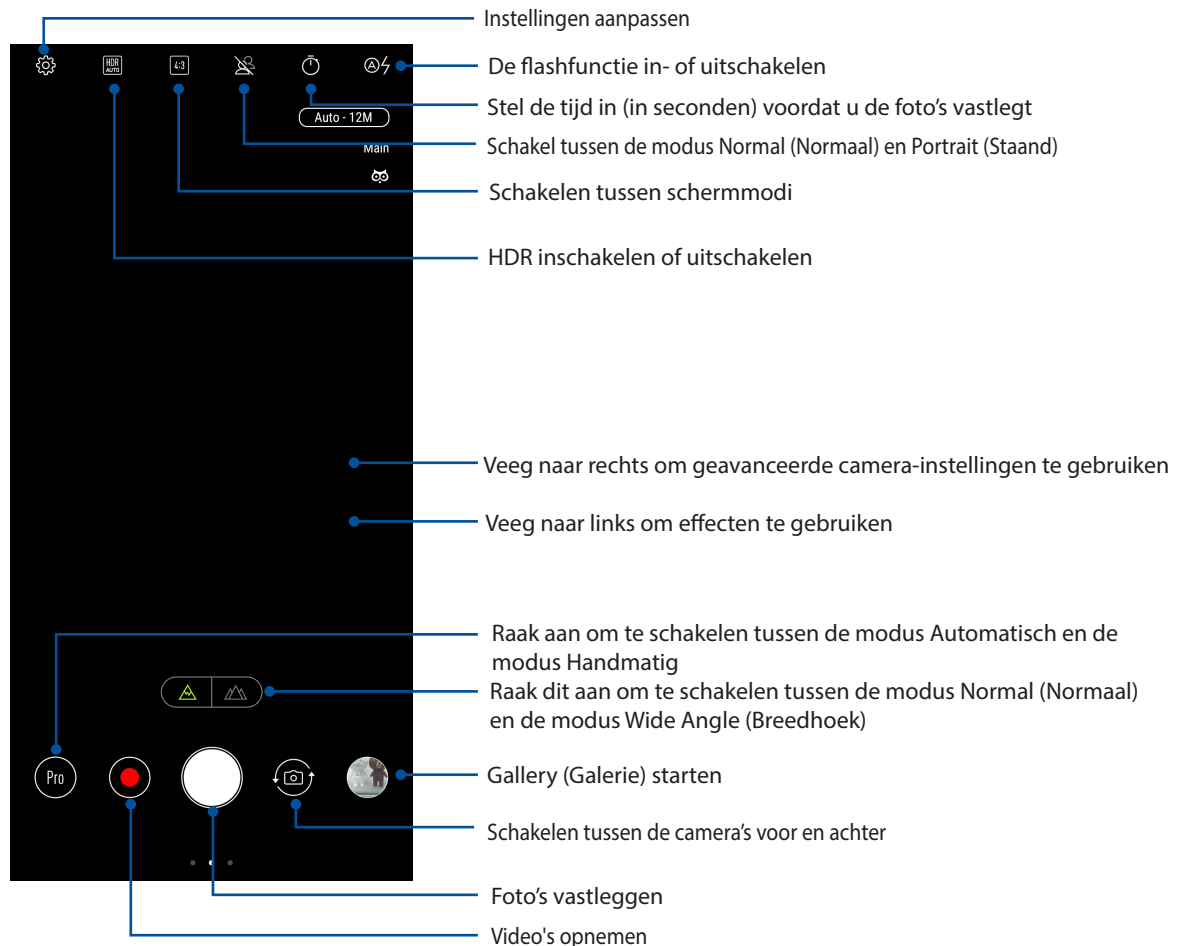 Instellingen aanpassen
HDR
AUTO
4:3
A
De flashfunctie in- of uitschakelen
Stel de tijd in (in seconden) voordat u de foto's vastlegt
Auto - 12M
Main
Schakel tussen de modus Normal (Normaal) en Portrait (Staand)
Schakelen tussen schermmodi
HDR inschakelen of uitschakelen
Veeg naar rechts om geavanceerde camera-instellingen te gebruiken
Veeg naar links om effecten te gebruiken
Raak aan om te schakelen tussen de modus Automatisch en de
modus Handmatig
Raak dit aan om te schakelen tussen de modus Normal (Normaal)
en de modus Wide Angle (Breedhoek)
Pro
Gallery (Galerie) starten
Schakelen tussen de camera's voor en achter
Foto's vastleggen
Video's opnemen